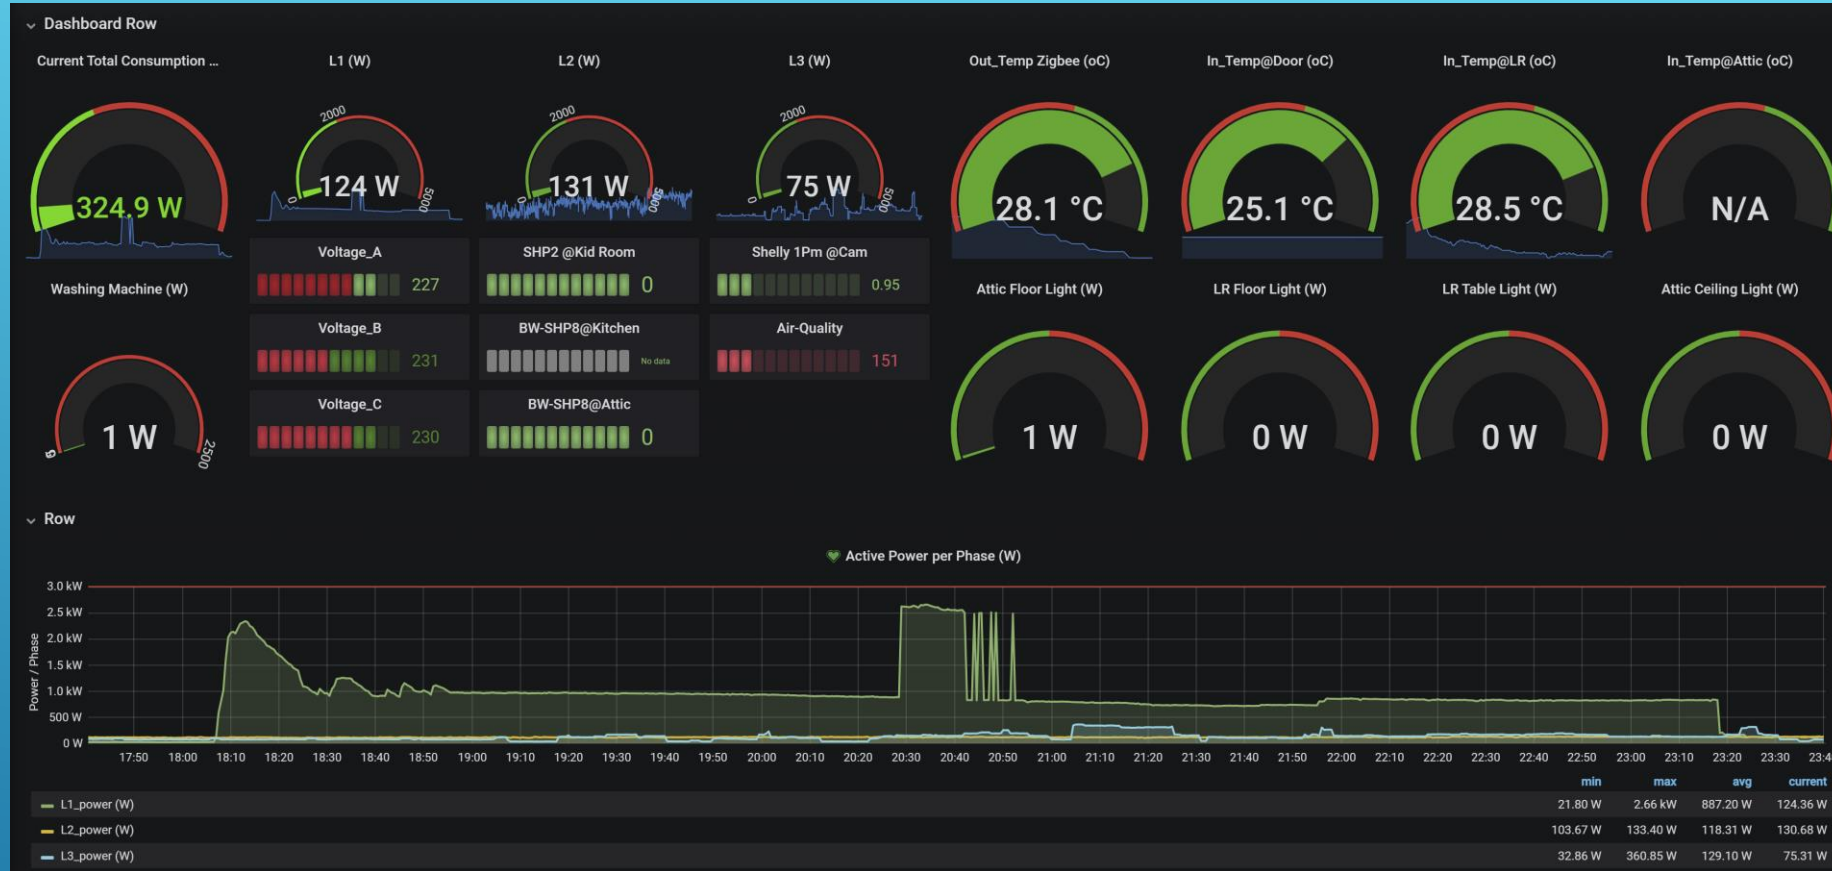 Dashboard Row
Current Total Consumption ...
L1 (W)
L2 (W)
L3 (W)
Out_Temp Zigbee (oC)
In_Temp@Door (oC)
In_Temp@LR (oC)
In_Temp@Attic (oC)
324.9 W
0
2000
5000
124 W
0
2000
5000
131 W
0
2000
5000
75 W
28.1 °C
25.1 °C
28.5 °C
N/A
Voltage_A
227
SHP2 @Kid Room
0
Shelly 1Pm @Cam
0.95
Voltage_B
231
BW-SHP8@Kitchen
No data
Air-Quality
151
Voltage_C
230
BW-SHP8@Attic
0
Washing Machine (W)
2500
1 W
Attic Floor Light (W)
LR Floor Light (W)
LR Table Light (W)
Attic Ceiling Light (W)
1 W
0 W
0 W
0 W
Row
Active Power per Phase (W)
Power / Phase
3.0 kW
2.5 kW
2.0 kW
1.5 kW
1.0 kW
500 W
0 W
17:50 18:00 18:10 18:20 18:30 18:40 18:50 19:00 19:10 19:20 19:30 19:40 19:50 20:00 20:10 20:20 20:30 20:40 20:50 21:00 21:10 21:20 21:30 21:40 21:50 22:00 22:10 22:20 22:30 22:40 22:50 23:00 23:10 23:20 23:30 23:4
min max avg current
L1_power (W) 21.80 W 2.66 kW 887.20 W 124.36 W
L2_power (W) 103.67 W 133.40 W 118.31 W 130.68 W
L3_power (W) 32.86 W 360.85 W 129.10 W 75.31 W